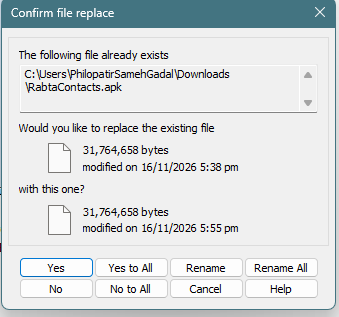 Confirm file replace
The following file already exists
C:\Users\PhilopatirSamehGadal\Downloads
\RabtaContacts.apk
Would you like to replace the existing file
31,764,658 bytes
modified on 16/11/2026 5:38 pm
with this one?
31,764,658 bytes
modified on 16/11/2026 5:55 pm
Yes Yes to All Rename Rename All
No No to All Cancel Help